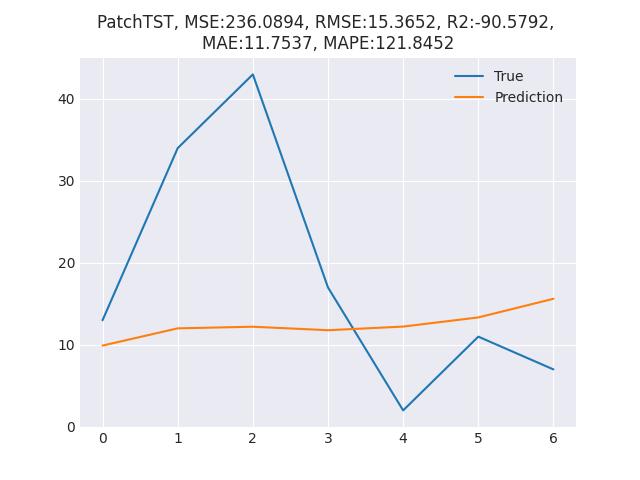 PatchTST, MSE:236.0894, RMSE:15.3652, R2:-90.5792,
MAE:11.7537, MAPE:121.8452
True
Prediction
40
30
20
10
0
0 1 2 3 4 5 6